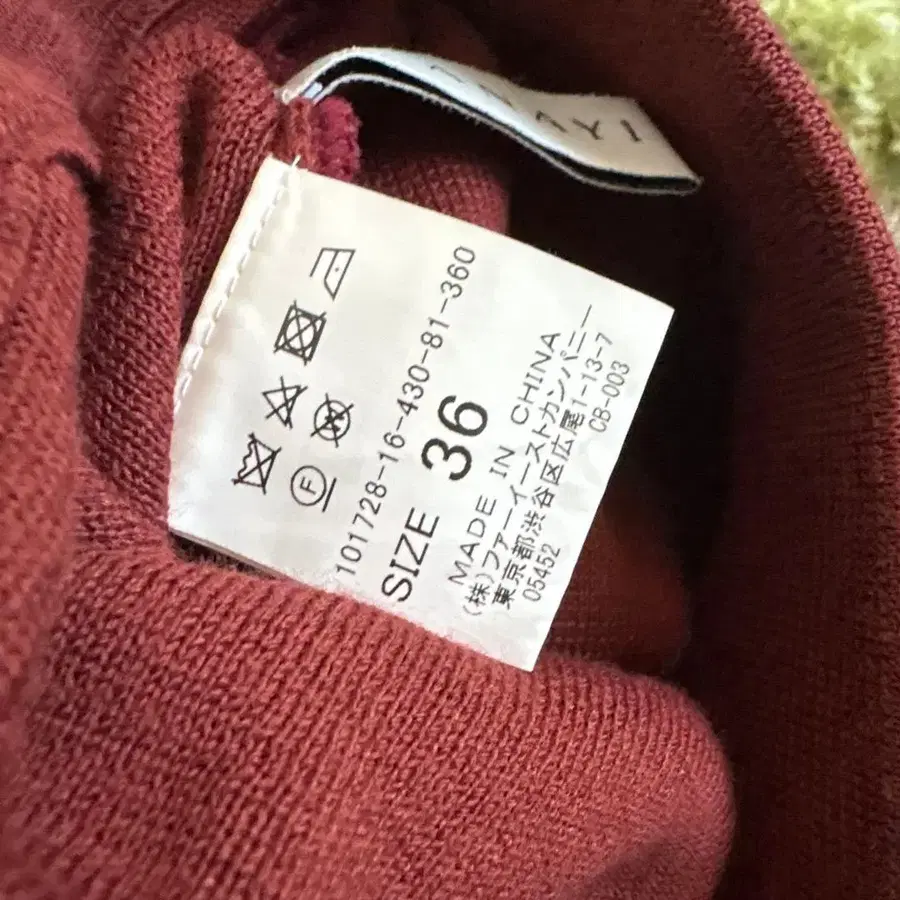 101728-16-430-81-360
SIZE 36
MADE IN CHINA
(株)ファーイーストカンパニー
東京都渋谷区広尾1-13-7
05452 CB-003
F